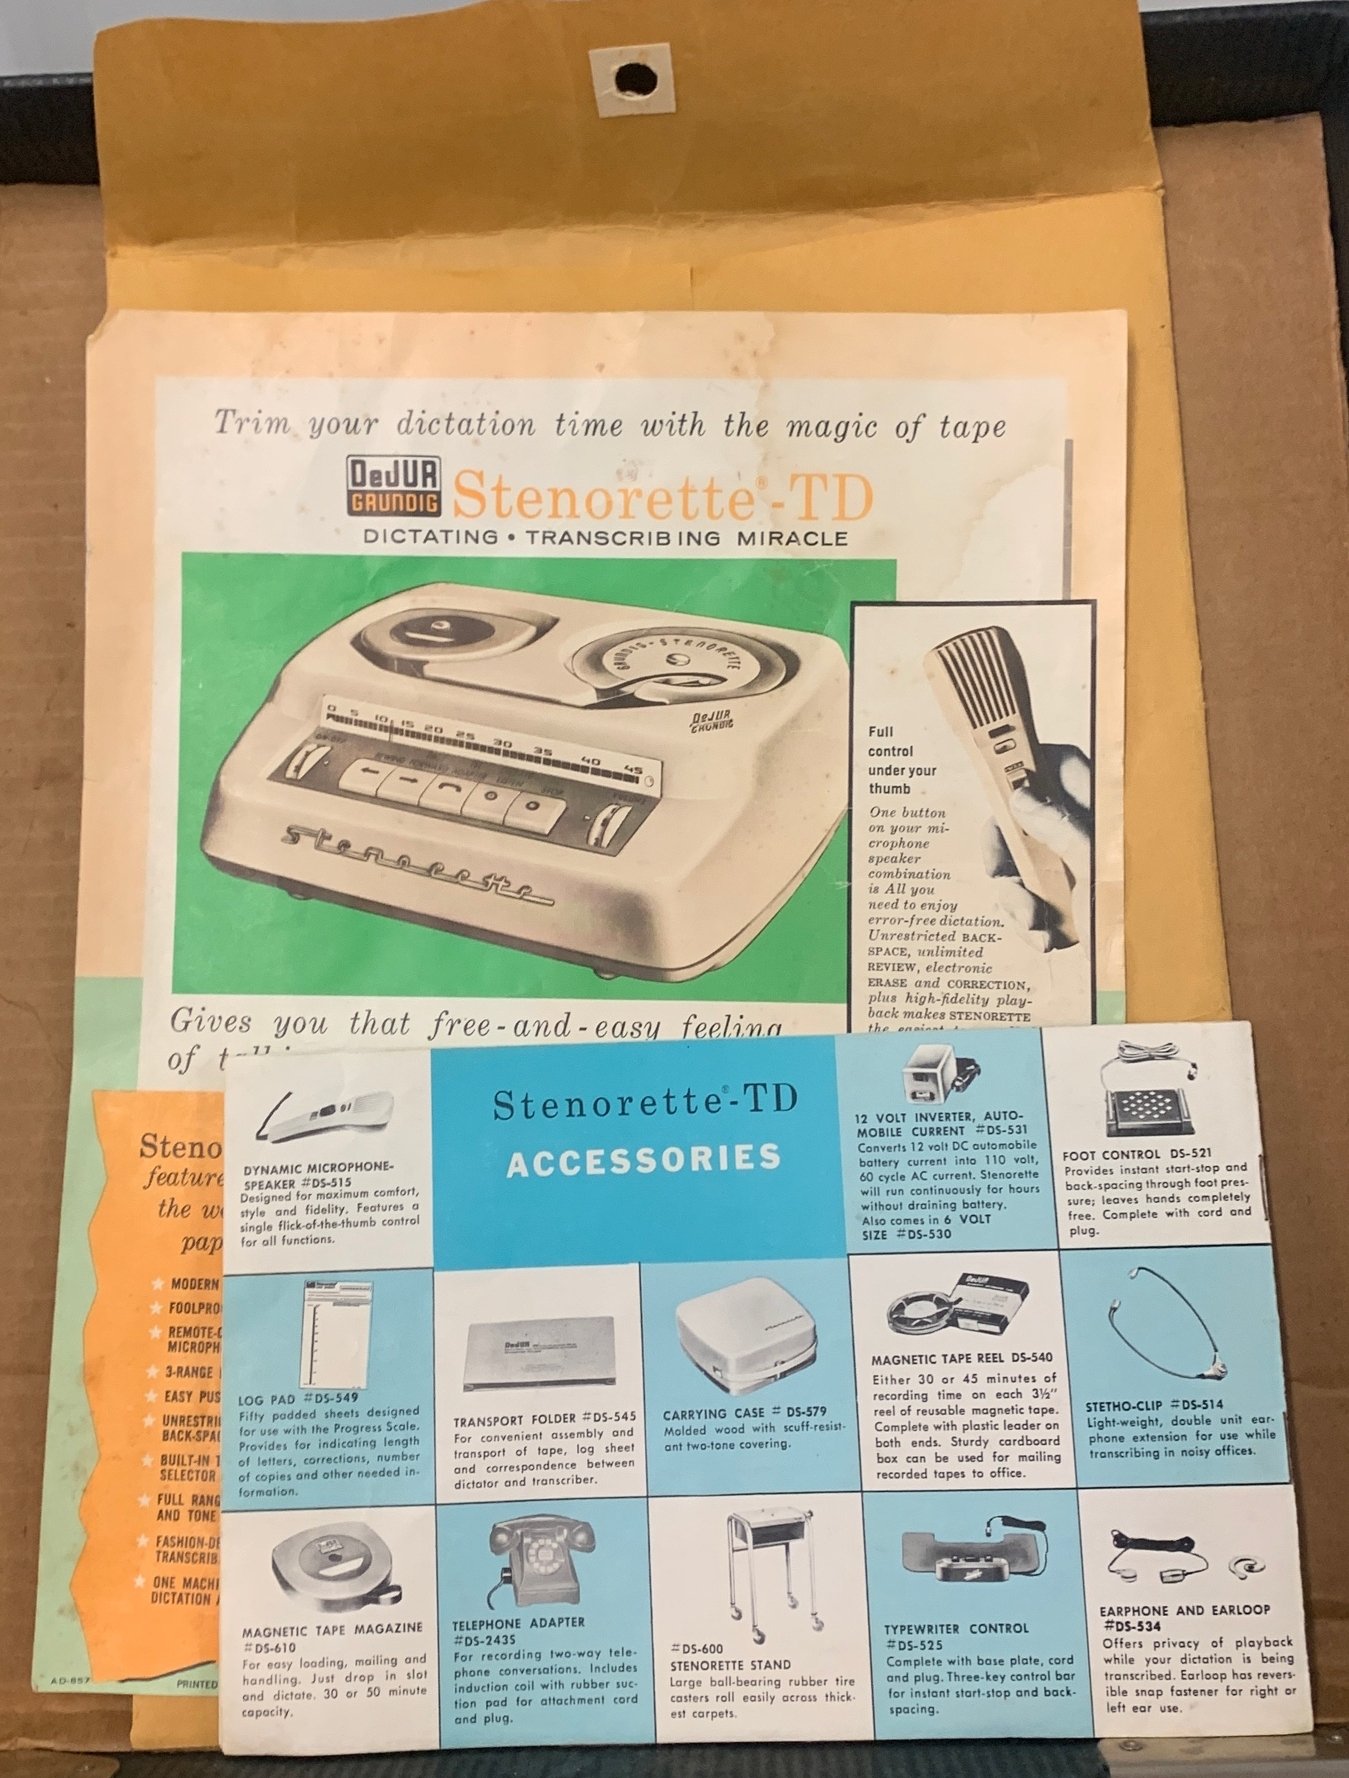 Trim your dictation time with the magic of tape
DeJUR
GRUNDIG
Stenorette®-TD
DICTATING • TRANSCRIBING MIRACLE
GRUNDIG-STENORETTE
DeJUR
GRUNDIG
0 5 10 15 20 25 30 35 40 45
ON-OFF
STOP
Stenorette
Full
control
under your
thumb
One button
on your mi-
crophone
speaker
combination
is All you
need to enjoy
error-free dictation.
Unrestricted BACK-
SPACE, unlimited
REVIEW, electronic
ERASE and CORRECTION,
plus high-fidelity play-
back makes STENORETTE
the easiest
Gives you that free-and-easy feeling
of
Steno
feature
the
pap
★ MODERN
★ FOOLPRO
★ REMOTE-C
MICROPH
★ 3-RANGE
★ EASY PUS
★ UNRESTRI
BACK-SPA
★ BUILT-IN
SELECTOR
★ FULL RANG
AND TONE
★ FASHION-DE
TRANSCRIB
★ ONE MACHI
DICTATION
AD-857
PRINTED
Stenorette®-TD
ACCESSORIES
DYNAMIC MICROPHONE-
SPEAKER #DS-515
Designed for maximum comfort,
style and fidelity. Features a
single flick-of-the-thumb control
for all functions.
12 VOLT INVERTER, AUTO-
MOBILE CURRENT #DS-531
Converts 12 volt DC automobile
battery current into 110 volt,
60 cycle AC current. Stenorette
will run continuously for hours
without draining battery.
Also comes in 6 VOLT
SIZE #DS-530
FOOT CONTROL DS-521
Provides instant start-stop and
back-spacing through foot pres-
sure; leaves hands completely
free. Complete with cord and
plug.
LOG PAD #DS-549
Fifty padded sheets designed
for use with the Progress Scale.
Provides for indicating length
of letters, corrections, number
of copies and other needed in-
formation.
DeJUR
TRANSPORT FOLDER #DS-545
For convenient assembly and
transport of tape, log sheet
and correspondence between
dictator and transcriber.
CARRYING CASE # DS-579
Molded wood with scuff-resist-
ant two-tone covering.
DeJUR
MAGNETIC TAPE REEL DS-540
Either 30 or 45 minutes of
recording time on each 3½"
reel of reusable magnetic tape.
Complete with plastic leader on
both ends. Sturdy cardboard
box can be used for mailing
recorded tapes to office.
STETHO-CLIP #DS-514
Light-weight, double unit ear-
phone extension for use while
transcribing in noisy offices.
MAGNETIC TAPE MAGAZINE
#DS-610
For easy loading, mailing and
handling. Just drop in slot
and dictate. 30 or 50 minute
capacity.
TELEPHONE ADAPTER
#DS-243S
For recording two-way tele-
phone conversations. Includes
induction coil with rubber suc-
tion pad for attachment cord
and plug.
#DS-600
STENORETTE STAND
Large ball-bearing rubber tire
casters roll easily across thick-
est carpets.
TYPEWRITER CONTROL
#DS-525
Complete with base plate, cord
and plug. Three-key control bar
for instant start-stop and back-
spacing.
EARPHONE AND EARLOOP
#DS-534
Offers privacy of playback
while your dictation is being
transcribed. Earloop has revers-
ible snap fastener for right or
left ear use.